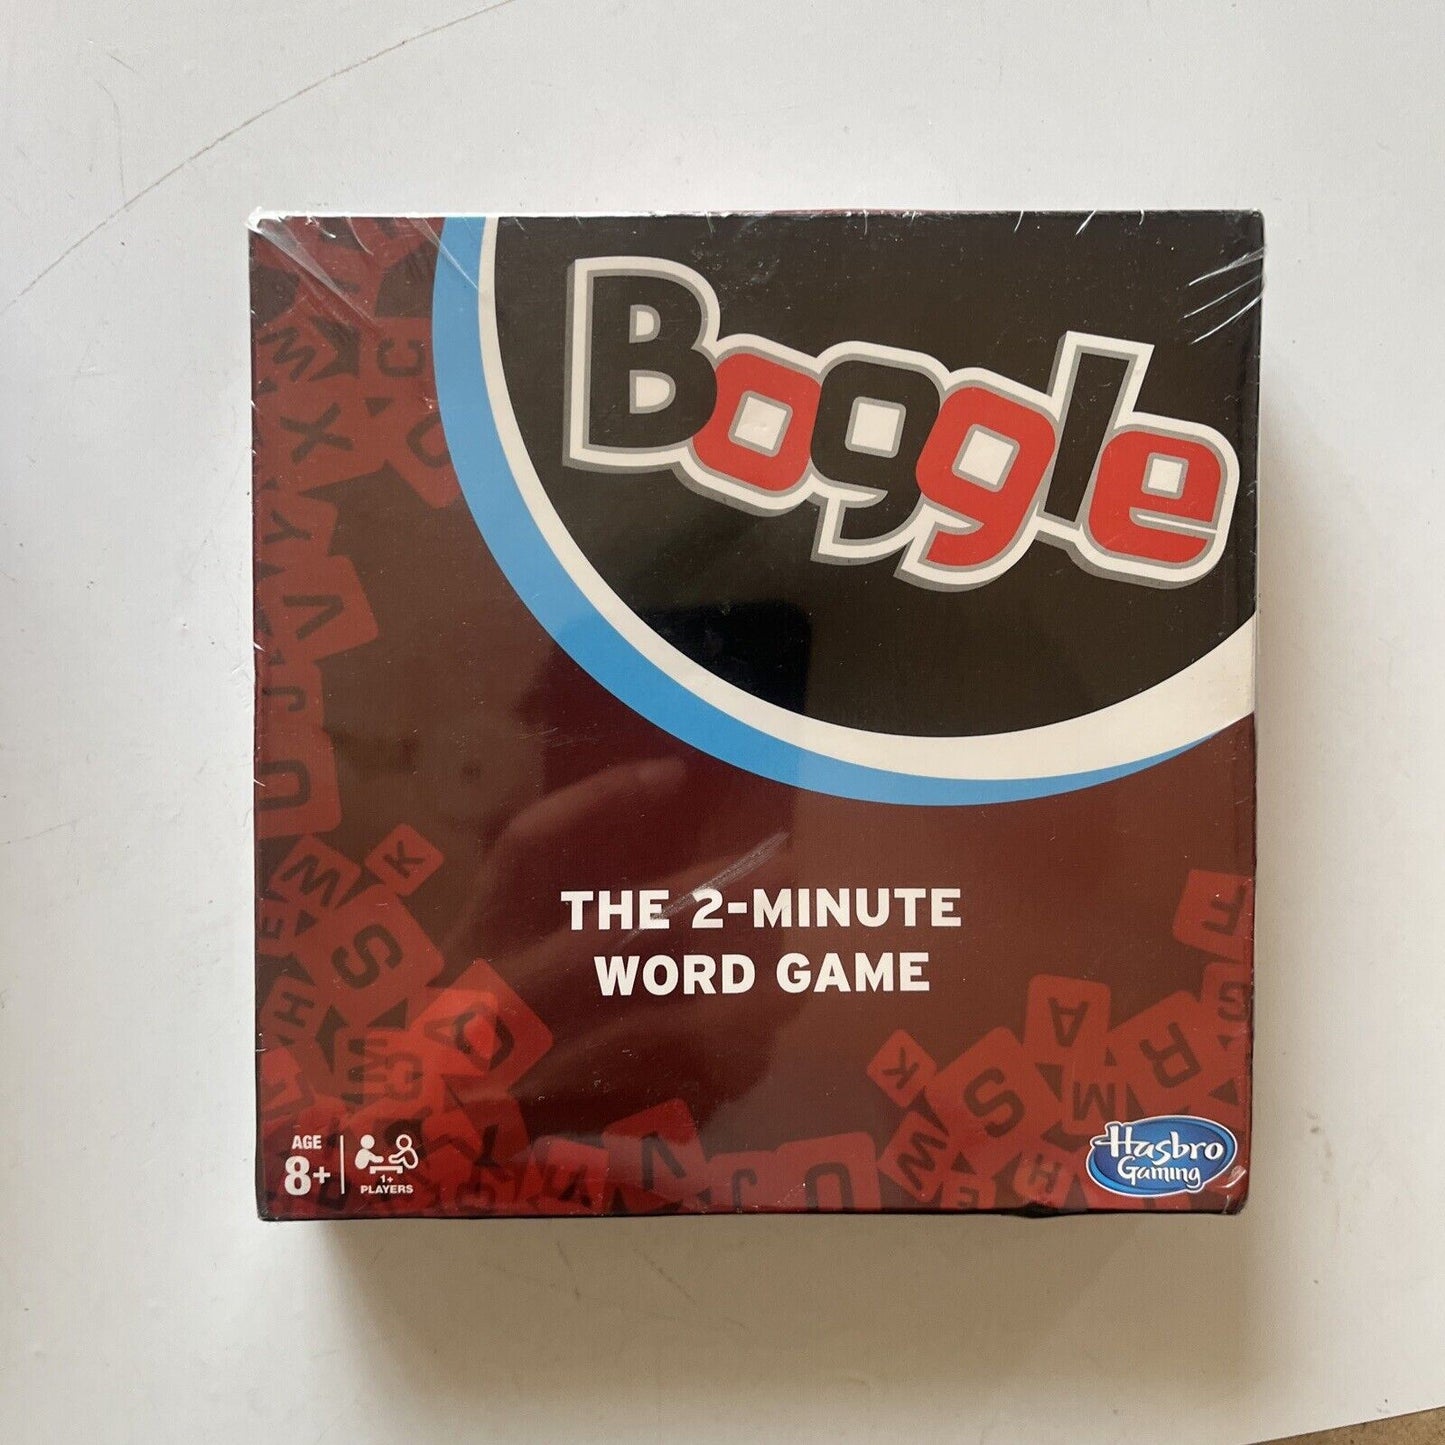 Boggle
THE 2-MINUTE
WORD GAME
AGE
8+
1+
PLAYERS
Hasbro
Gaming